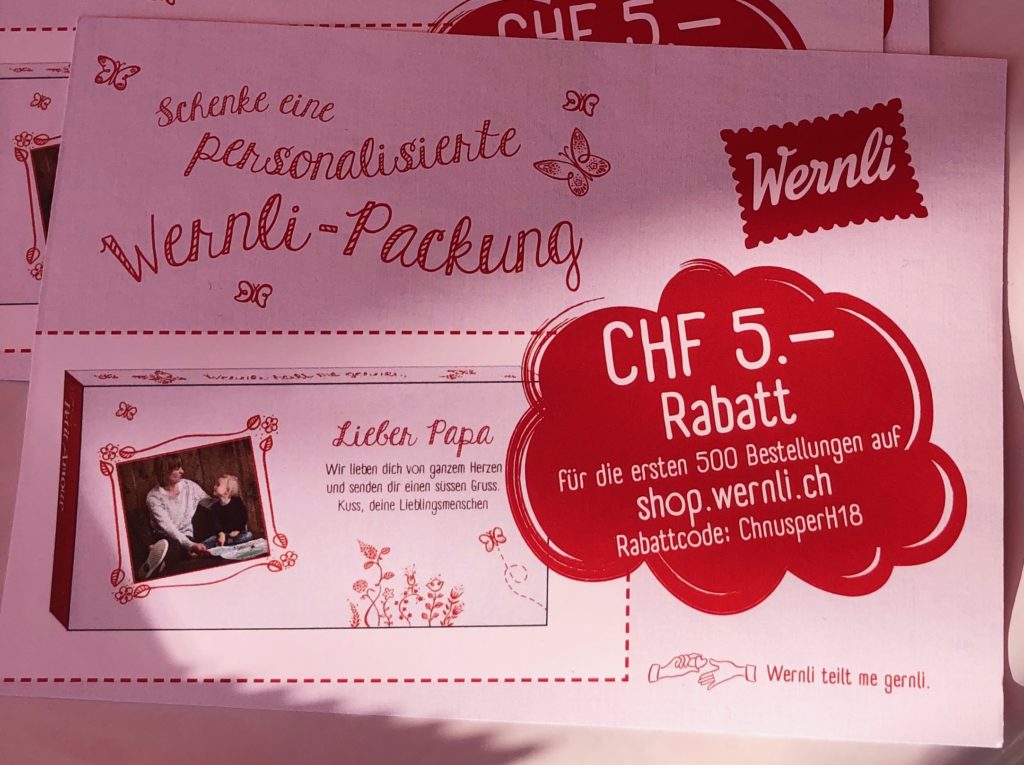 CHF 5.–
Schenke eine
personalisierte
Wernli-Packung
Wernli
CHF 5.–
Rabatt
für die ersten 500 Bestellungen auf
shop.wernli.ch
Rabattcode: ChnusperH18
Lieber Papa
Wir lieben dich von ganzem Herzen
und senden dir einen süssen Gruss.
Kuss, deine Lieblingsmenschen
Wernli teilt me gernli.